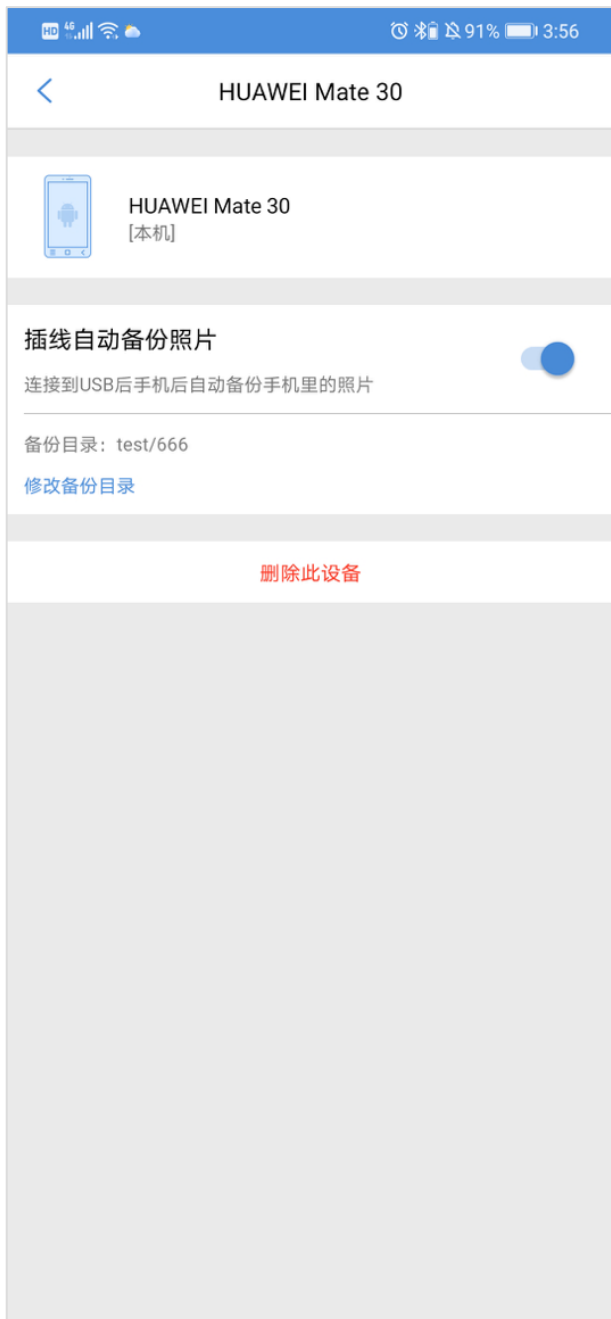 HD 4G 91% 3:56
HUAWEI Mate 30
HUAWEI Mate 30
[本机]
插线自动备份照片
连接到USB后手机后自动备份手机里的照片
备份目录：test/666
修改备份目录
删除此设备